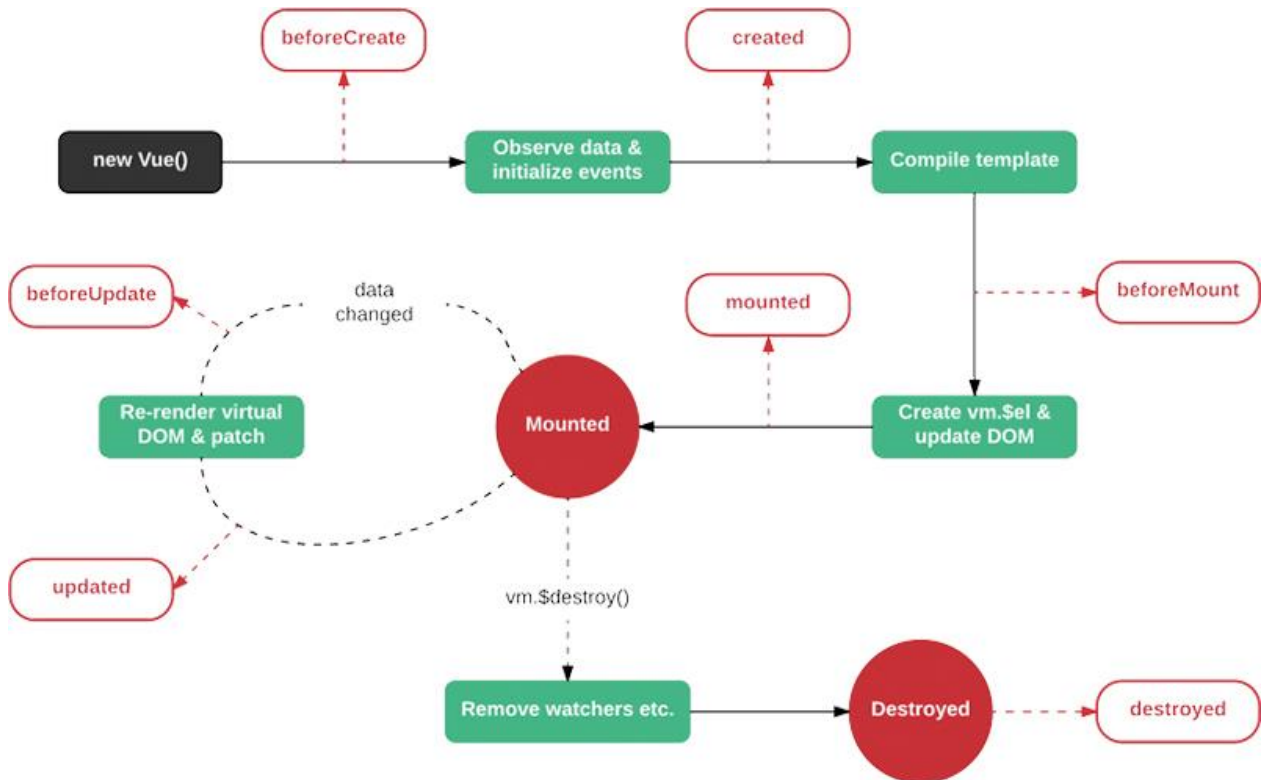 beforeCreate
created
new Vue()
Observe data &
initialize events
Compile template
beforeUpdate
data
changed
mounted
beforeMount
Re-render virtual
DOM & patch
Mounted
Create vm.$el &
update DOM
updated
vm.$destroy()
Remove watchers etc.
Destroyed
destroyed